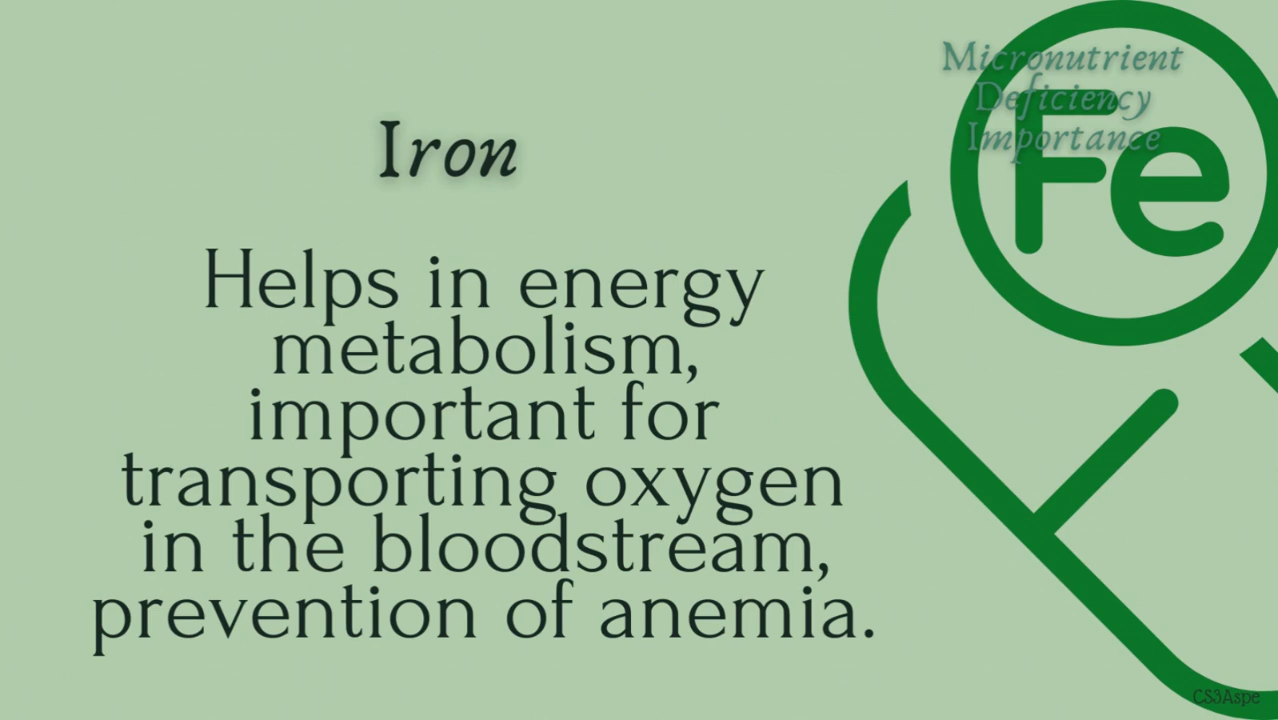 Micronutrient
Deficiency
Importance
Fe
Iron
Helps in energy
metabolism,
important for
transporting oxygen
in the bloodstream,
prevention of anemia.
CS3Aspe